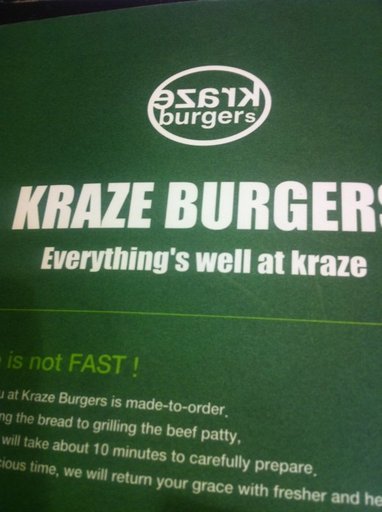 kraze
burgers
KRAZE BURGERS
Everything's well at kraze
is not FAST !
at Kraze Burgers is made-to-order.
the bread to grilling the beef patty,
will take about 10 minutes to carefully prepare.
time, we will return your grace with fresher and